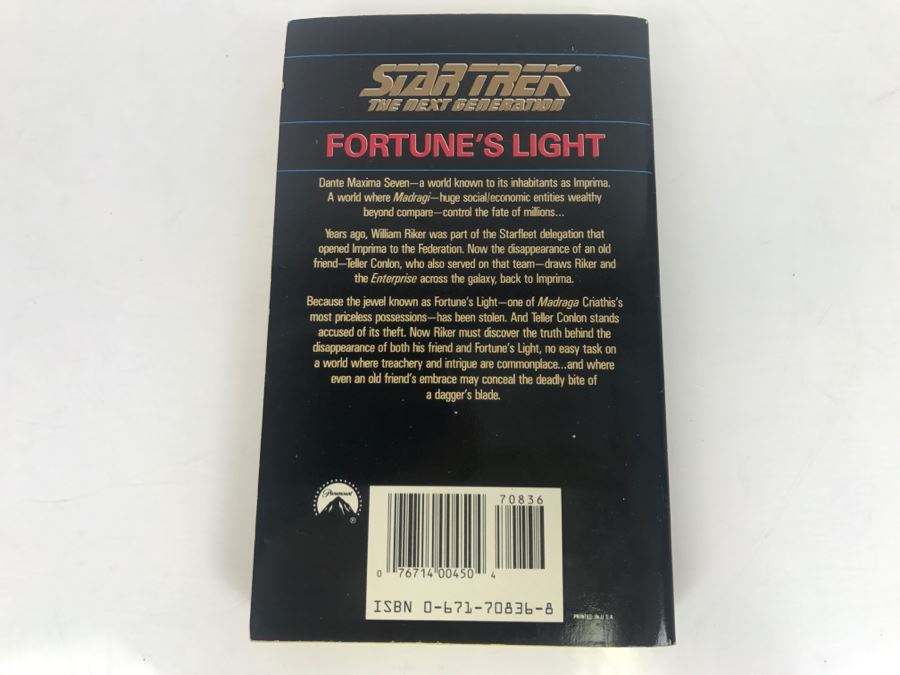 STAR TREK®
THE NEXT GENERATION
FORTUNE'S LIGHT
Dante Maxima Seven—a world known to its inhabitants as Imprima.
A world where Madragi—huge social/economic entities wealthy
beyond compare—control the fate of millions...
Years ago, William Riker was part of the Starfleet delegation that
opened Imprima to the Federation. Now the disappearance of an old
friend—Teller Conlon, who also served on that team—draws Riker and
the Enterprise across the galaxy, back to Imprima.
Because the jewel known as Fortune's Light—one of Madraga Criathis's
most priceless possessions—has been stolen. And Teller Conlon stands
accused of its theft. Now Riker must discover the truth behind the
disappearance of both his friend and Fortune's Light, no easy task on
a world where treachery and intrigue are commonplace...and where
even an old friend's embrace may conceal the deadly bite of
a dagger's blade.
Paramount
®
70836
0 76714 00450 4
ISBN 0-671-70836-8
PRINTED IN U.S.A.